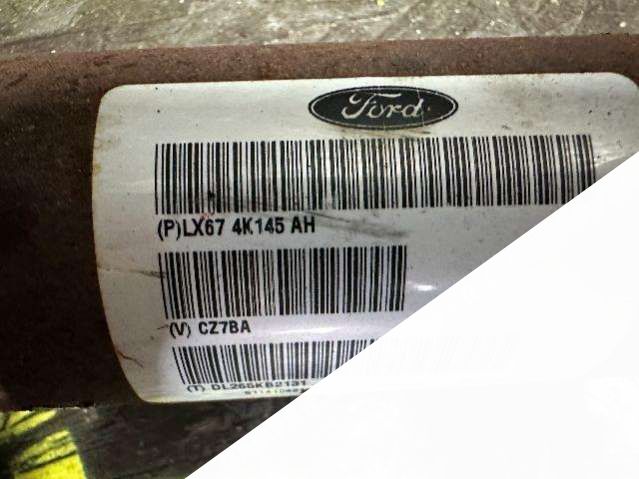 Ford
(P)LX67 4K145 AH
(V) CZ7BA
(T)